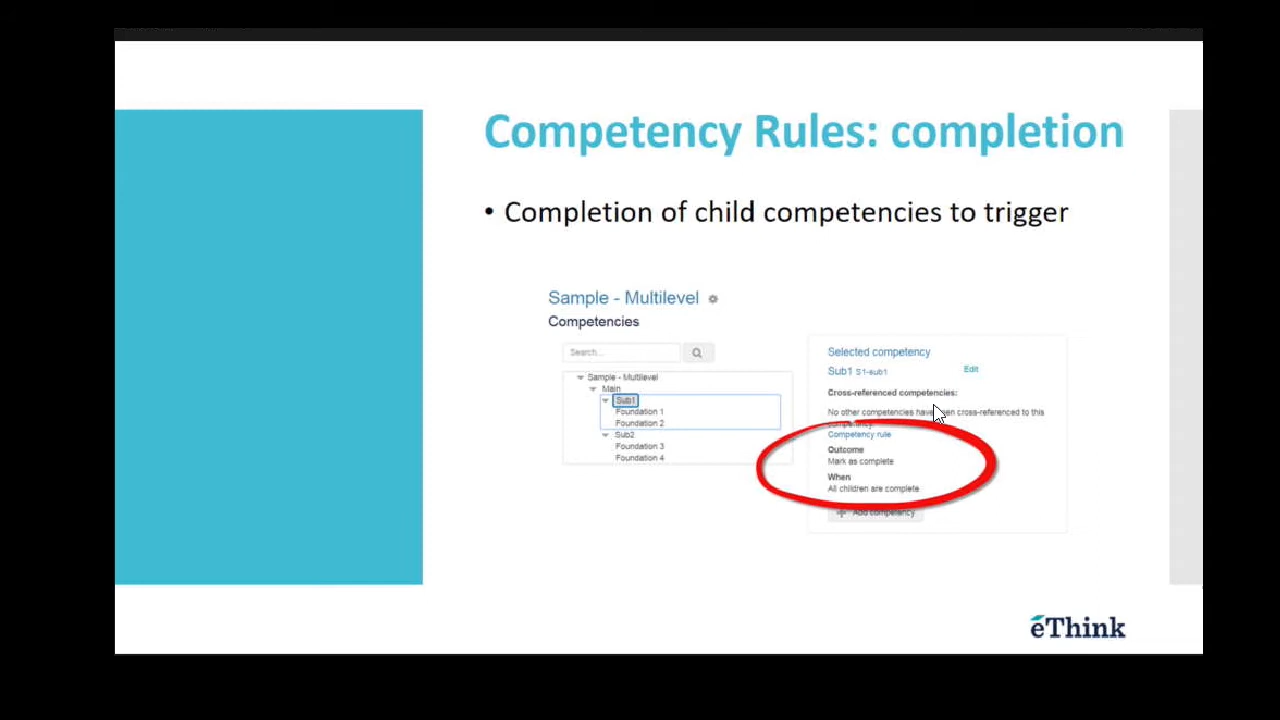 Competency Rules: completion
• Completion of child competencies to trigger
Sample - Multilevel
Competencies
Search...
Sample - Multilevel
Main
Sub1
Foundation 1
Foundation 2
Sub2
Foundation 3
Foundation 4
Selected competency
Sub1 S1-sub1
Edit
Cross-referenced competencies:
No other competencies have been cross-referenced to this
competency.
Competency rule
Outcome
Mark as complete
When
All children are complete
Add competency
eThink